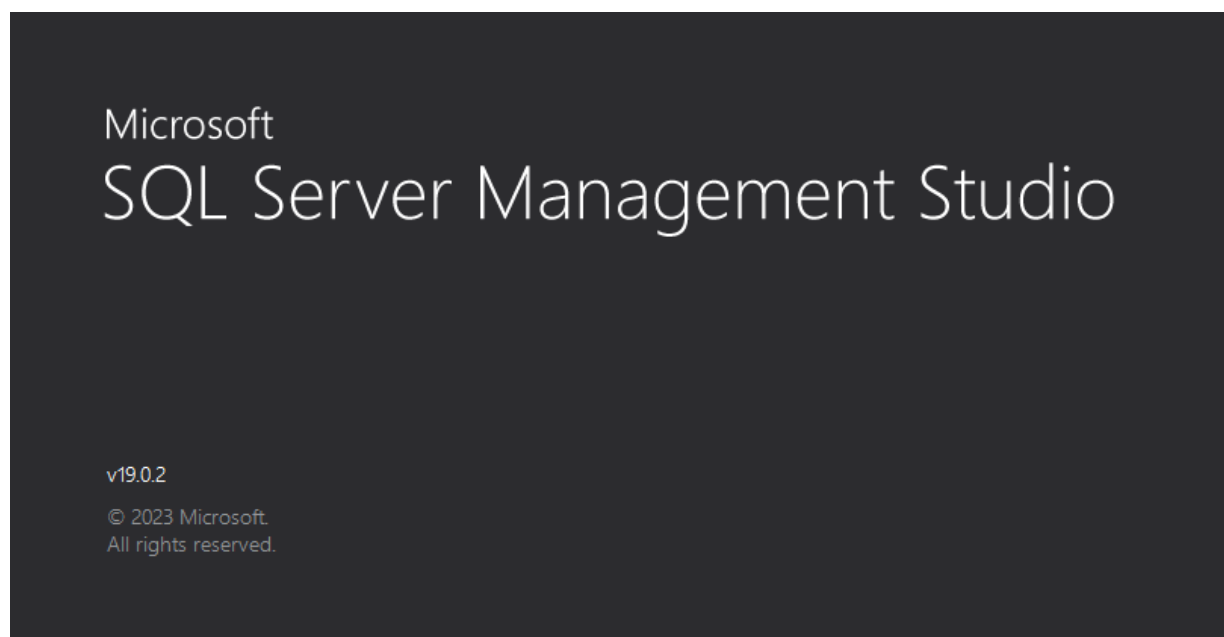 Microsoft
SQL Server Management Studio
v19.0.2
© 2023 Microsoft.
All rights reserved.